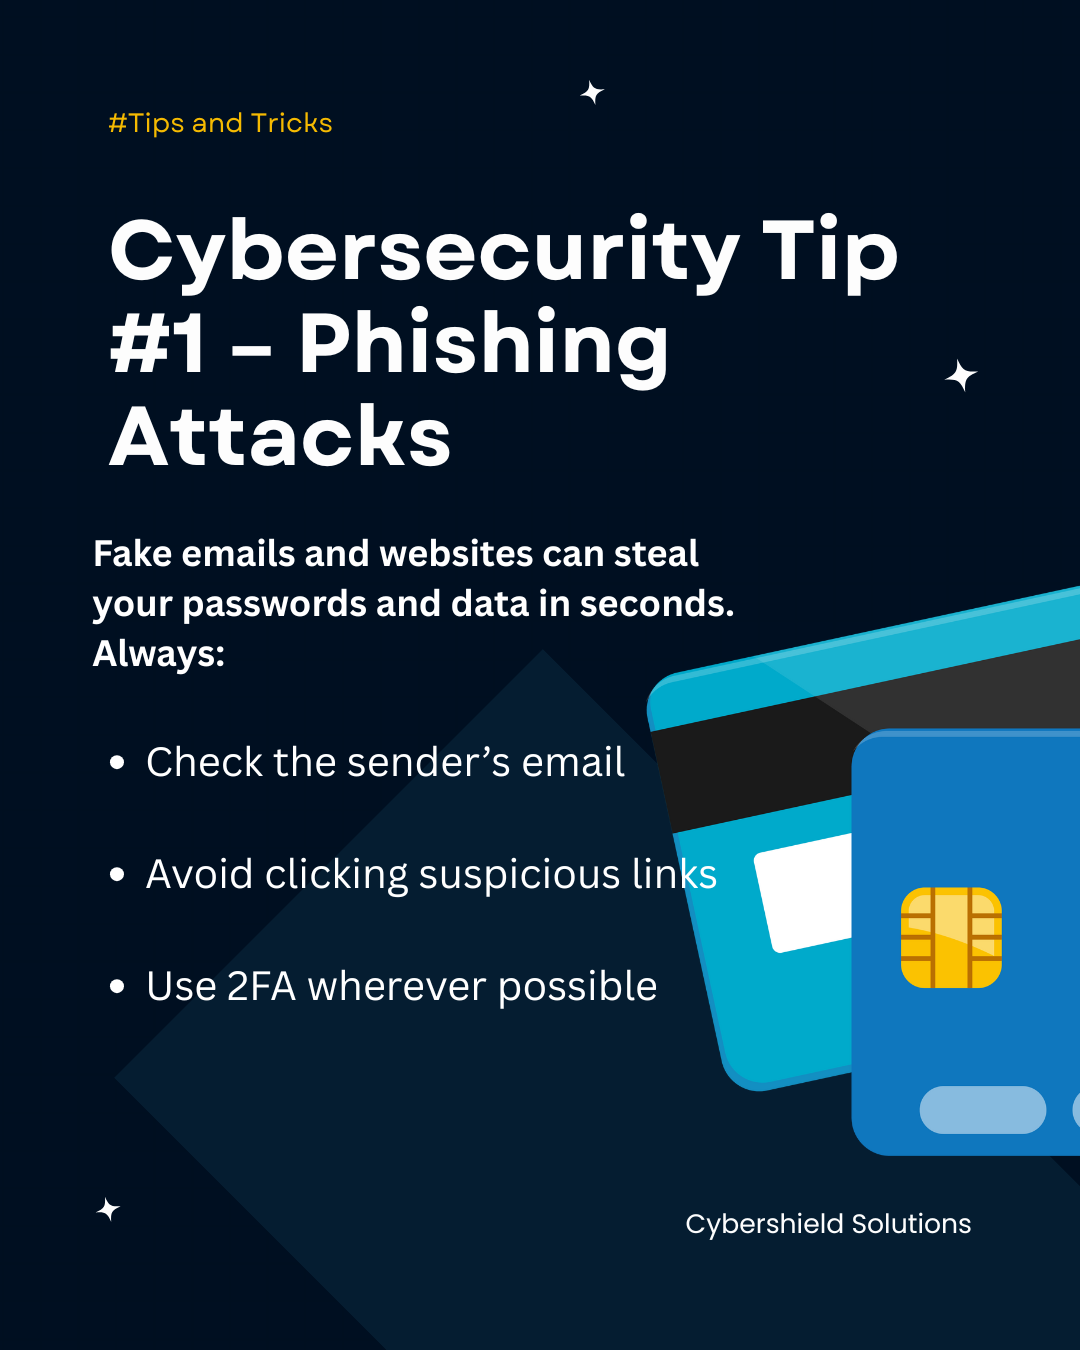 #Tips and Tricks
Cybersecurity Tip
#1 – Phishing
Attacks
Fake emails and websites can steal
your passwords and data in seconds.
Always:
• Check the sender’s email
• Avoid clicking suspicious links
• Use 2FA wherever possible
Cybershield Solutions